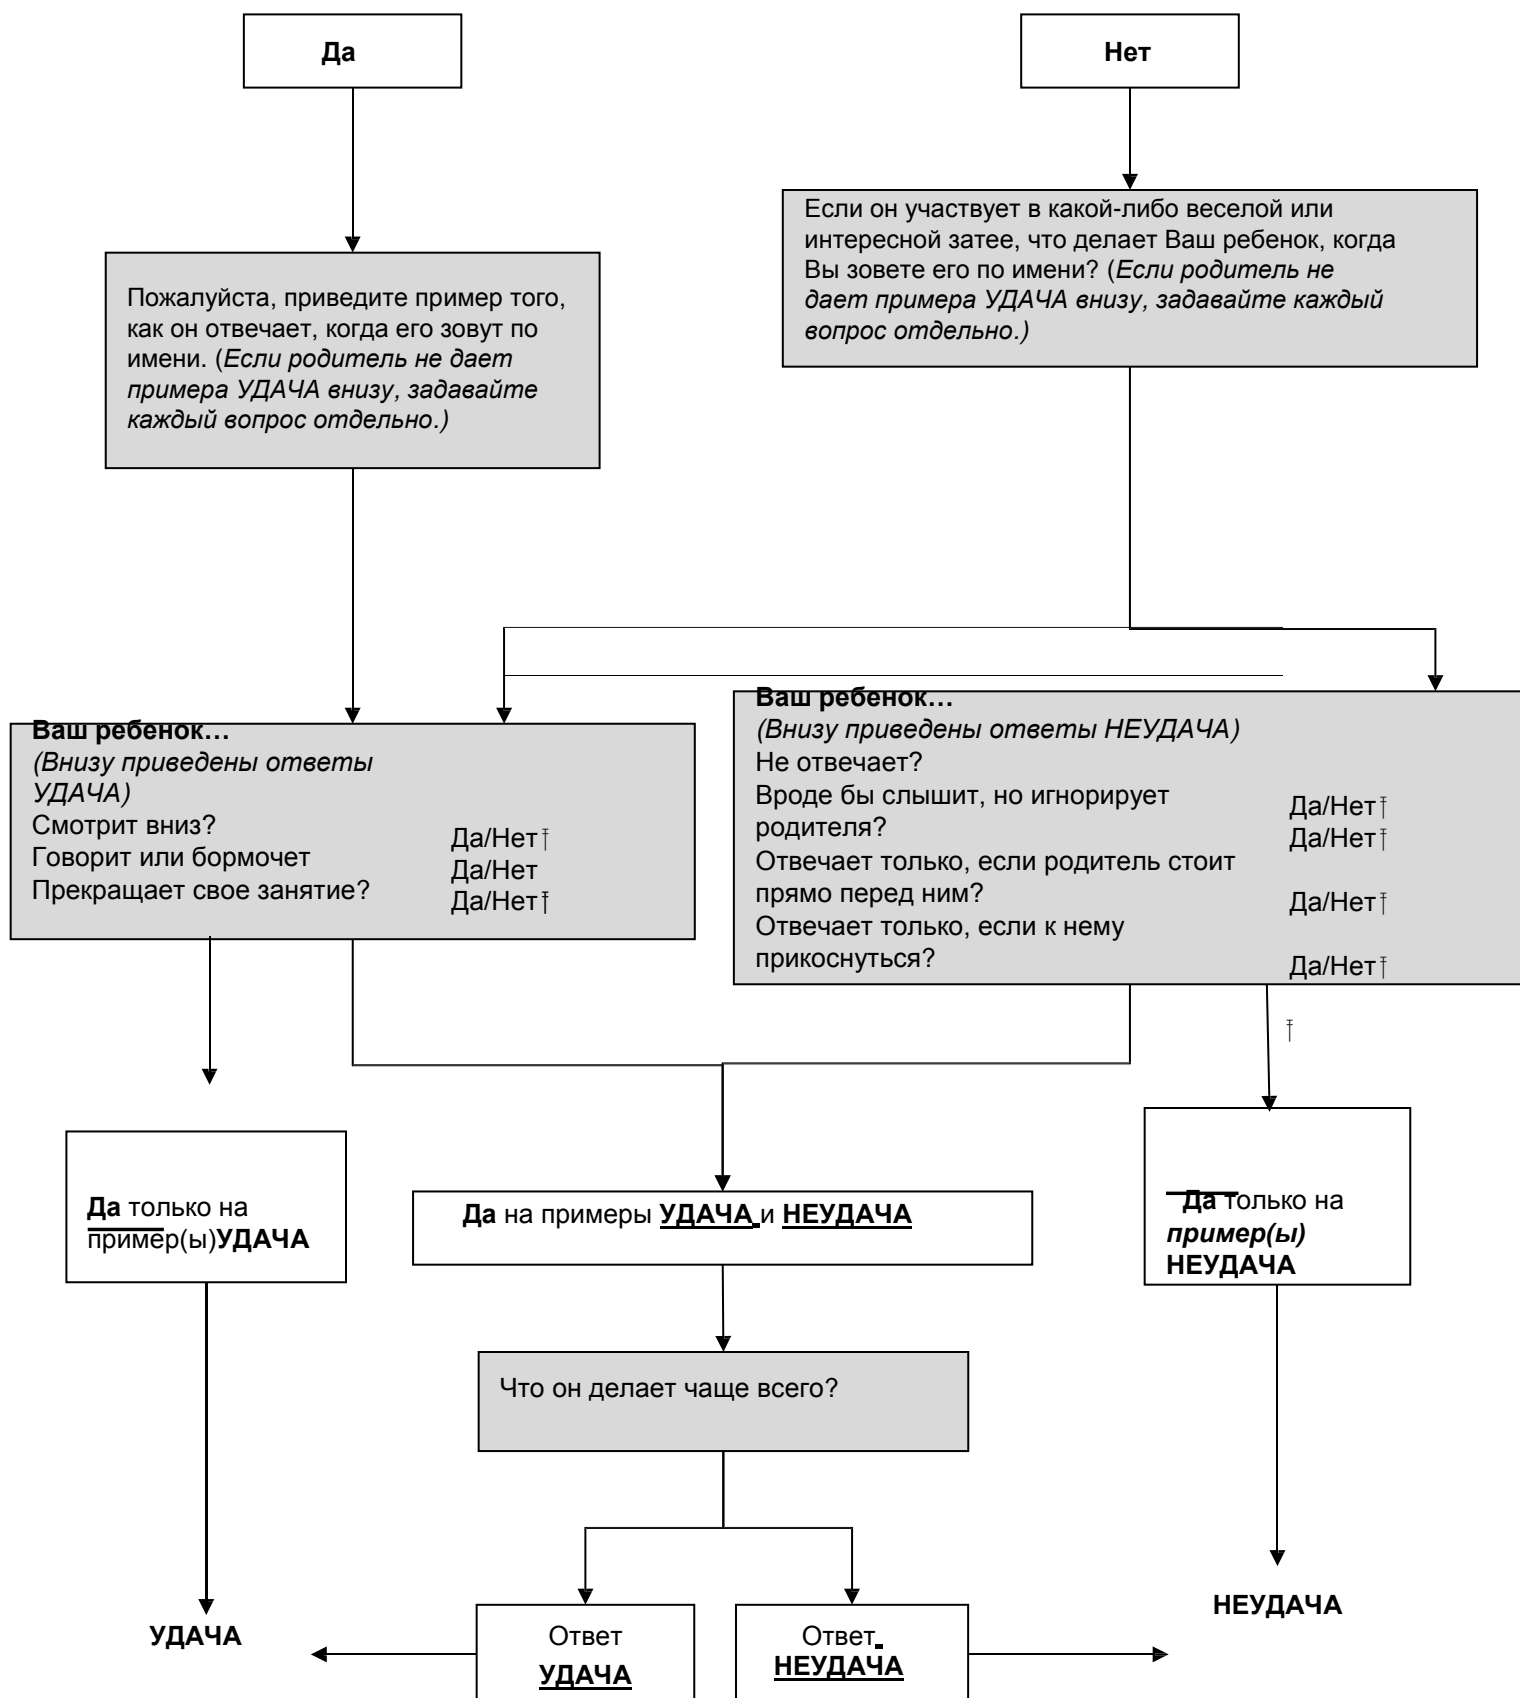 Да
Нет
Если он участвует в какой-либо веселой или
интересной затее, что делает Ваш ребенок, когда
Вы зовете его по имени? (Если родитель не
дает примера УДАЧА внизу, задавайте каждый
вопрос отдельно.)
Пожалуйста, приведите пример того,
как он отвечает, когда его зовут по
имени. (Если родитель не дает
примера УДАЧА внизу, задавайте
каждый вопрос отдельно.)
Ваш ребенок…
(Внизу приведены ответы
УДАЧА)
Смотрит вниз?
Говорит или бормочет
Прекращает свое занятие?
Да/Нет
Да/Нет
Да/Нет
Ваш ребенок…
(Внизу приведены ответы НЕУДАЧА)
Не отвечает?
Вроде бы слышит, но игнорирует
родителя?
Отвечает только, если родитель стоит
прямо перед ним?
Отвечает только, если к нему
прикоснуться?
Да/Нет
Да/Нет
Да/Нет
Да/Нет
Да только на
пример(ы)УДАЧА
Да на примеры УДАЧА и НЕУДАЧА
Да только на
пример(ы)
НЕУДАЧА
Что он делает чаще всего?
УДАЧА
Ответ
УДАЧА
Ответ
НЕУДАЧА
НЕУДАЧА